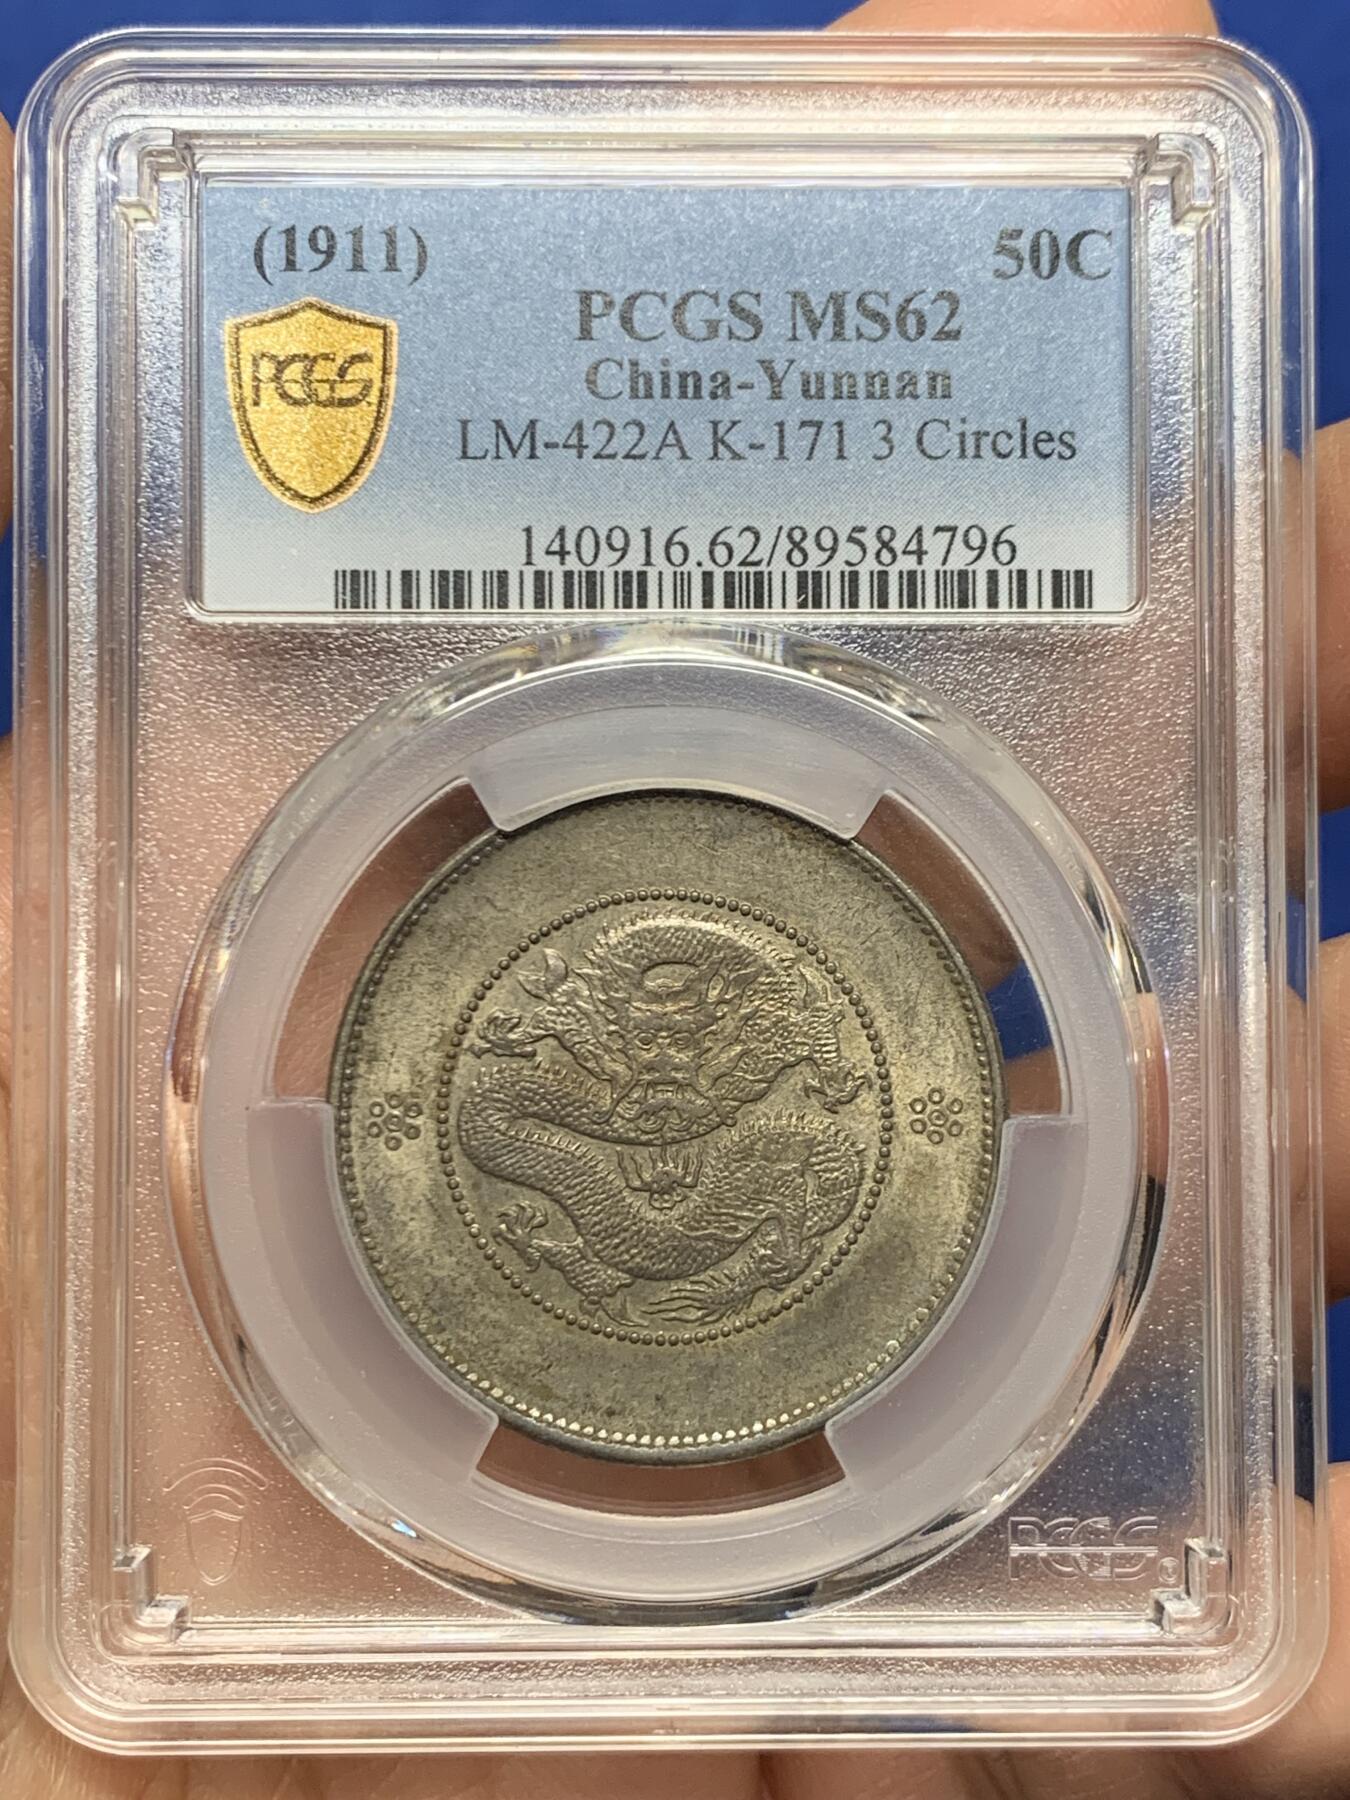 (1911)
50C
PCGS MS62
China-Yunnan
PCGS
LM-422A K-171 3 Circles
140916.62/89584796
PCGS